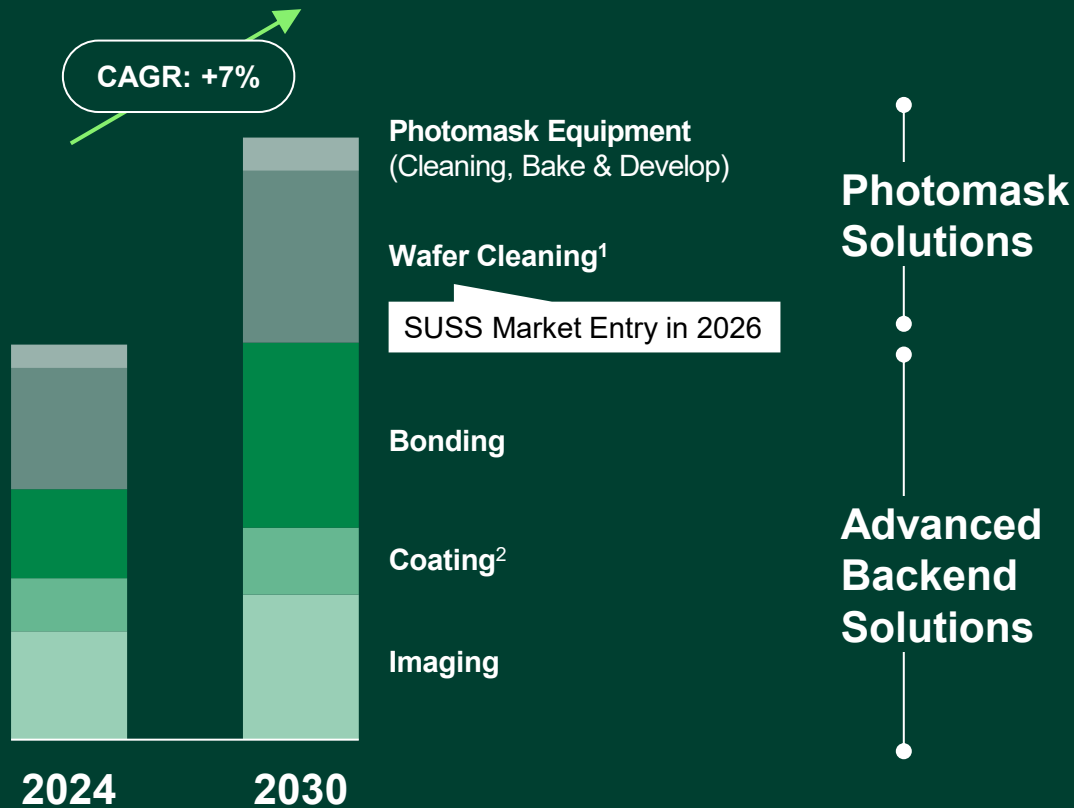 CAGR: +7%
Photomask Equipment
(Cleaning, Bake & Develop)
Wafer Cleaning¹
SUSS Market Entry in 2026
Bonding
Coating²
Imaging
Photomask
Solutions
Advanced
Backend
Solutions
2024
2030